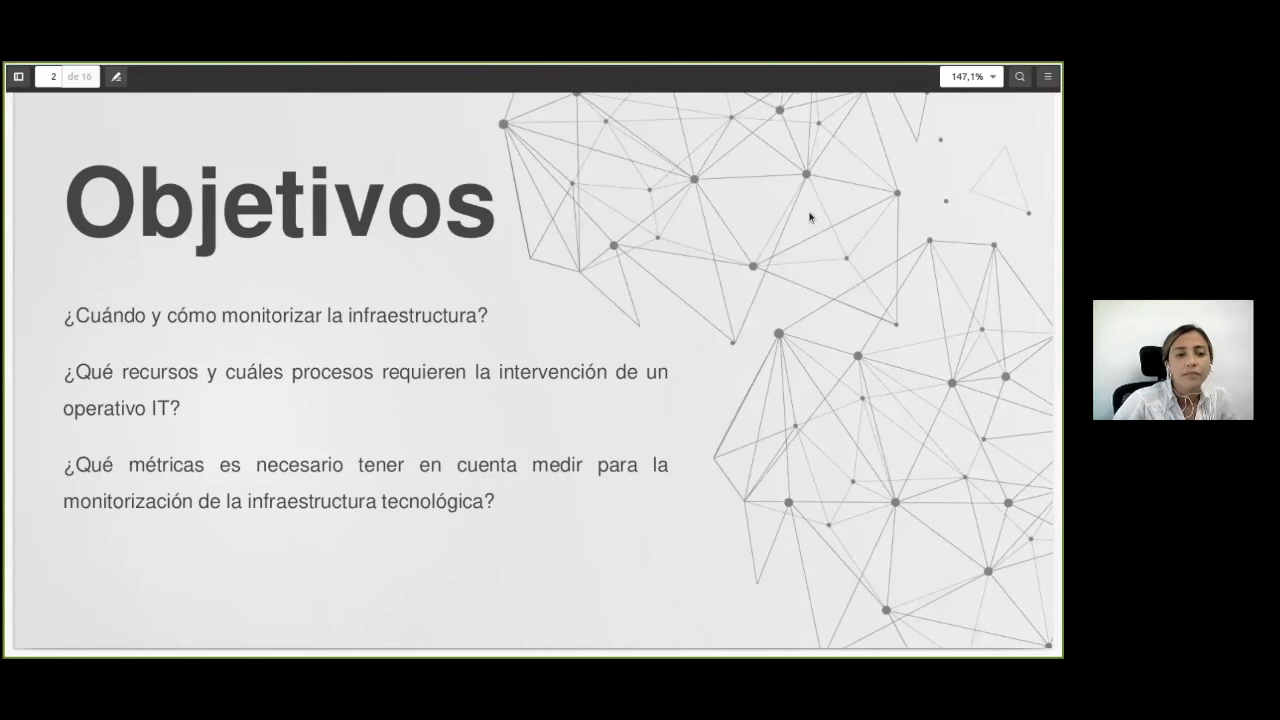 2 de 16
147,1%
Objetivos
¿Cuándo y cómo monitorizar la infraestructura?
¿Qué recursos y cuáles procesos requieren la intervención de un
operativo IT?
¿Qué métricas es necesario tener en cuenta medir para la
monitorización de la infraestructura tecnológica?